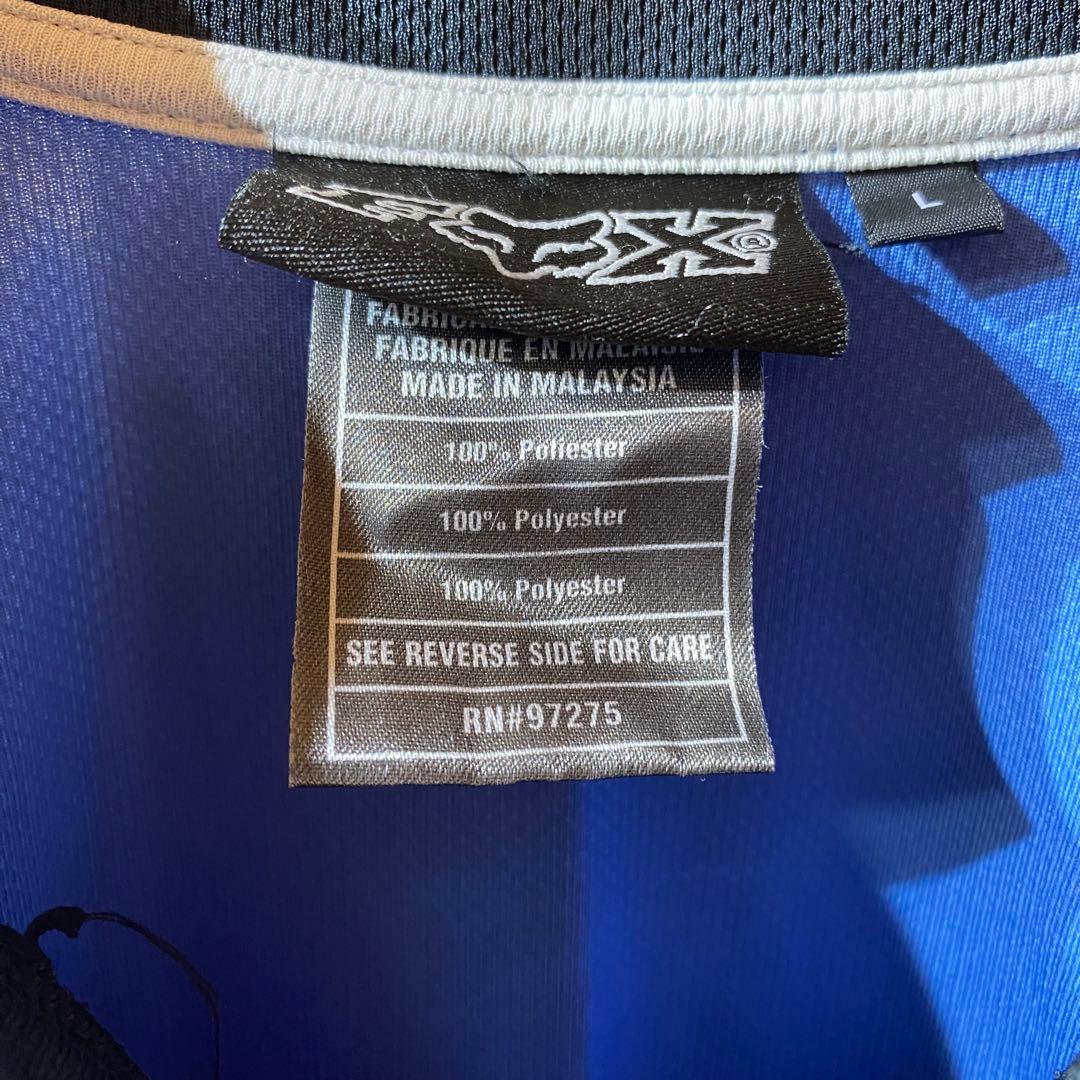 X®
L
FABRIQUE EN MALAISIE
MADE IN MALAYSIA
100% Poliester
100% Polyester
100% Polyester
SEE REVERSE SIDE FOR CARE
RN#97275